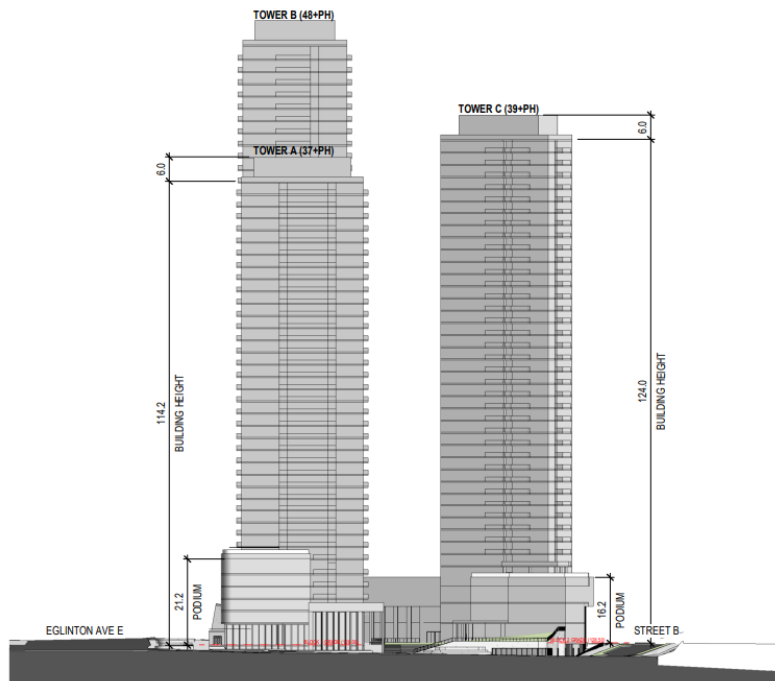 TOWER B (48+PH)
TOWER C (39+PH)
6.0
TOWER A (37+PH)
6.0
114.2
BUILDING HEIGHT
124.0
BUILDING HEIGHT
21.2
PODIUM
16.2
PODIUM
EGLINTON AVE E
STREET B